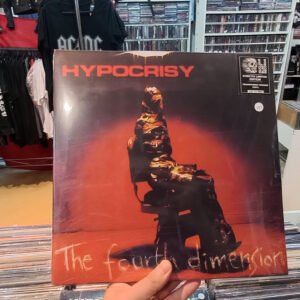 AC/DC
HYPOCRISY
The fourth dimension